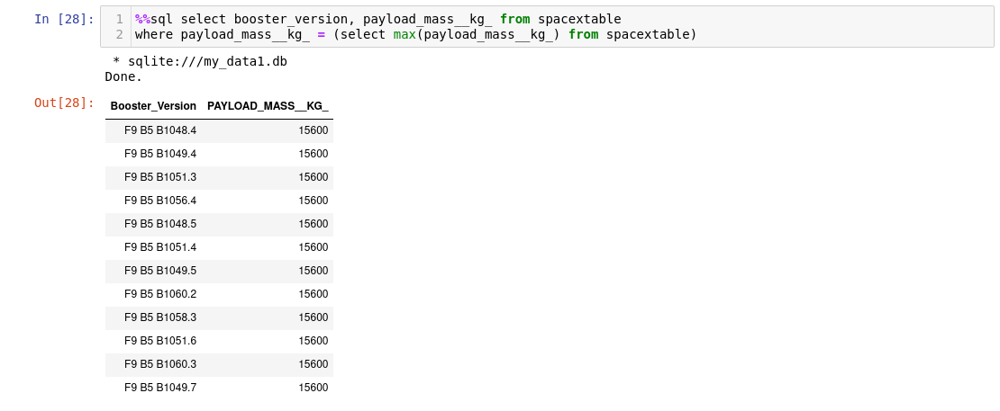 In [28]:
1 %%sql select booster_version, payload_mass__kg_ from spacextable
2 where payload_mass__kg_ = (select max(payload_mass__kg_) from spacextable)
* sqlite:///my_data1.db
Done.
Out[28]:
Booster_Version PAYLOAD_MASS__KG_
F9 B5 B1048.4 15600
F9 B5 B1049.4 15600
F9 B5 B1051.3 15600
F9 B5 B1056.4 15600
F9 B5 B1048.5 15600
F9 B5 B1051.4 15600
F9 B5 B1049.5 15600
F9 B5 B1060.2 15600
F9 B5 B1058.3 15600
F9 B5 B1051.6 15600
F9 B5 B1060.3 15600
F9 B5 B1049.7 15600